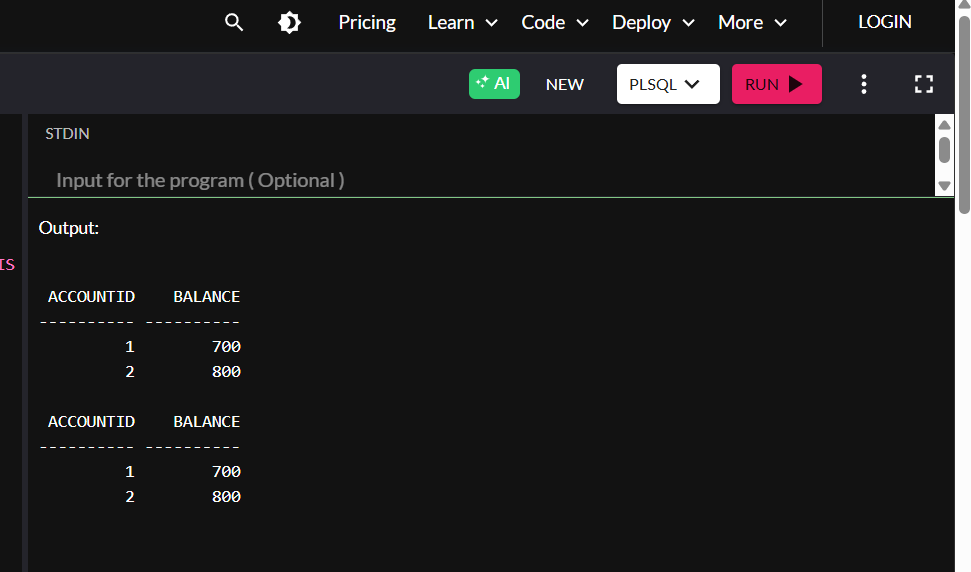 Pricing Learn Code Deploy More LOGIN
AI NEW PLSQL RUN
STDIN
Input for the program ( Optional )
Output:
IS
ACCOUNTID BALANCE
---------- ----------
1 700
2 800
ACCOUNTID BALANCE
---------- ----------
1 700
2 800